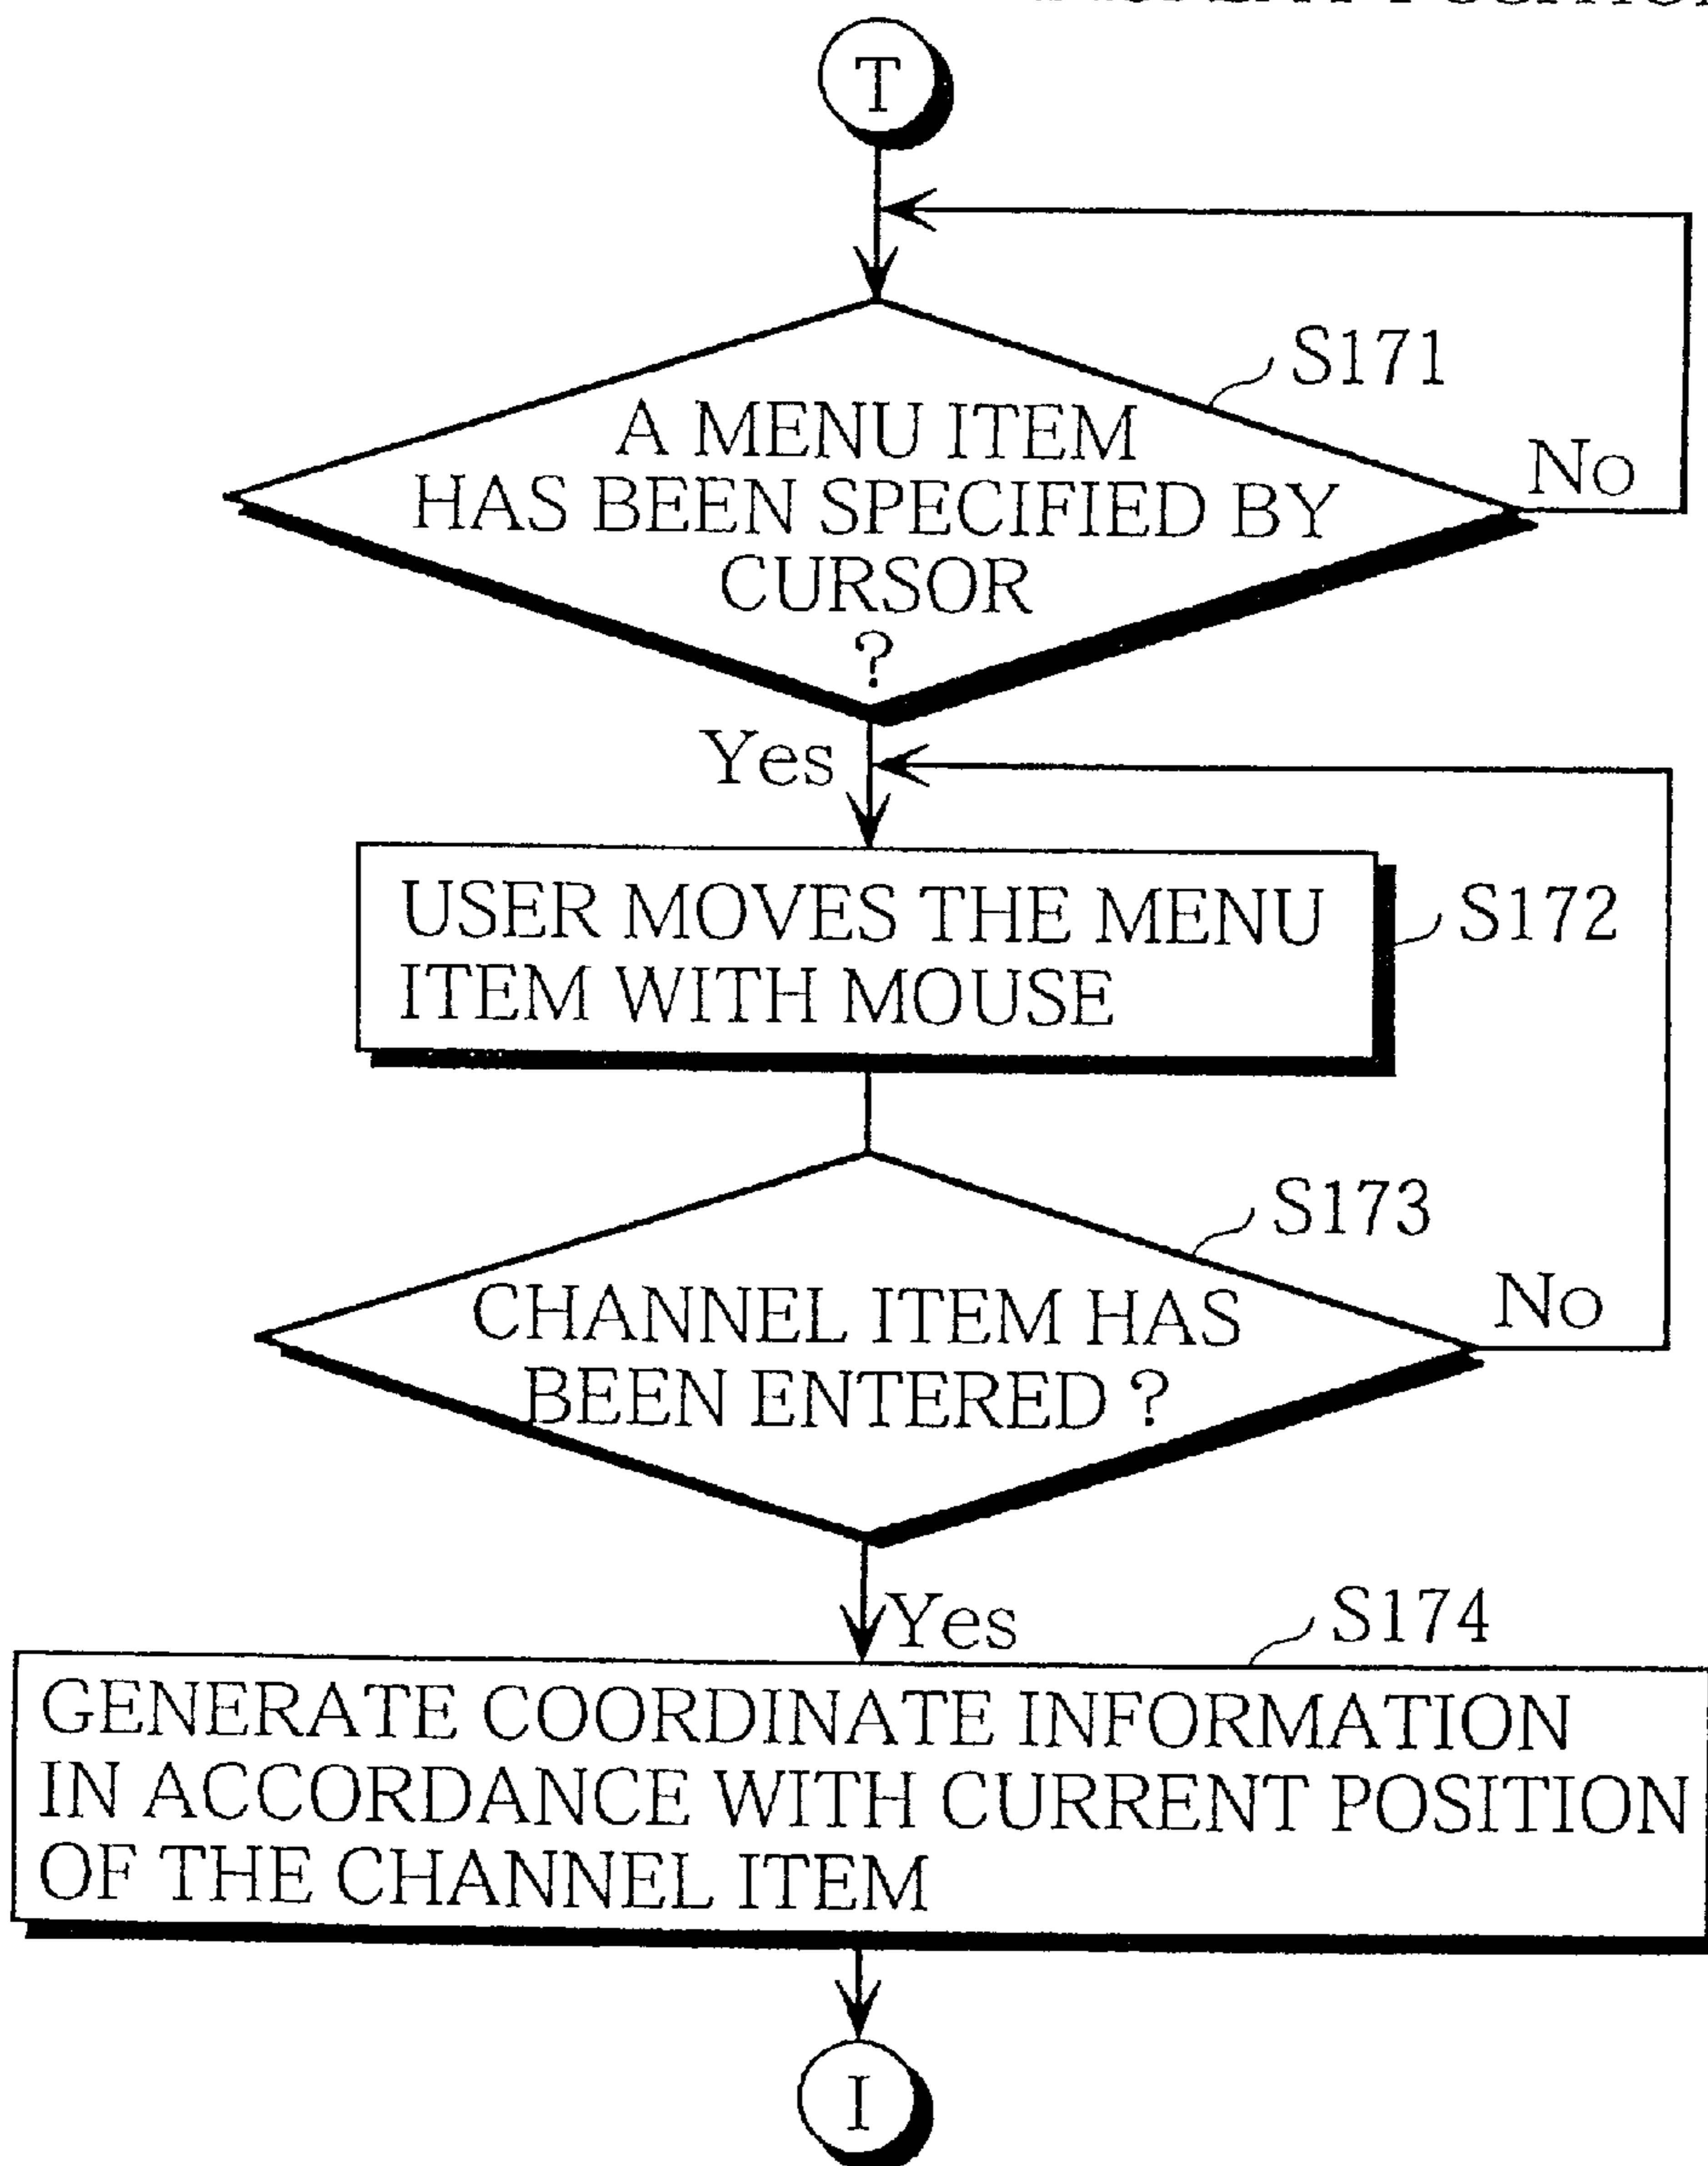 T
S171
A MENU ITEM
HAS BEEN SPECIFIED BY
CURSOR
?
No
Yes
USER MOVES THE MENU
ITEM WITH MOUSE
S172
S173
CHANNEL ITEM HAS
BEEN ENTERED ?
No
Yes
S174
GENERATE COORDINATE INFORMATION
IN ACCORDANCE WITH CURRENT POSITION
OF THE CHANNEL ITEM
I